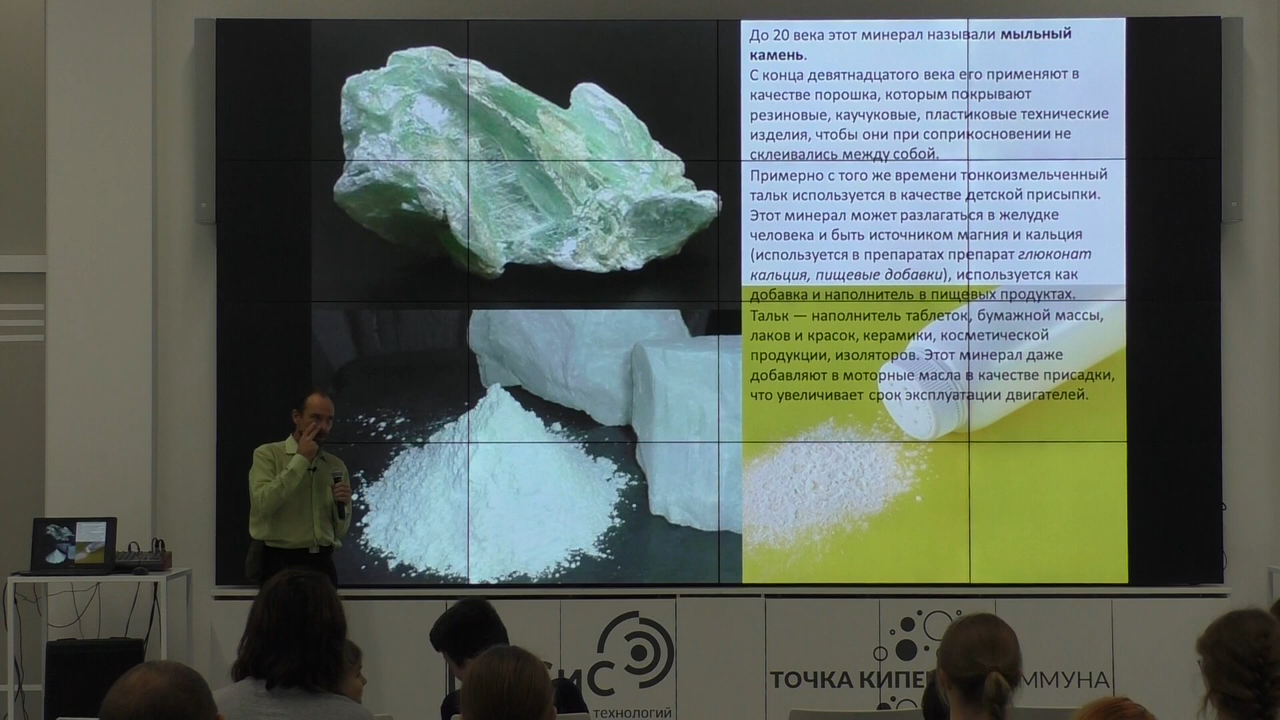 До 20 века этот минерал называли мыльный
камень.
С конца девятнадцатого века его применяют в
качестве порошка, которым покрывают
резиновые, каучуковые, пластиковые технические
изделия, чтобы они при соприкосновении не
склеивались между собой.
Примерно с того же времени тонкоизмельченный
тальк используется в качестве детской присыпки.
Этот минерал может разлагаться в желудке
человека и быть источником магния и кальция
(используется в препаратах препарат глюконат
кальция, пищевые добавки), используется как
добавка и наполнитель в пищевых продуктах.
Тальк — наполнитель таблеток, бумажной массы,
лаков и красок, керамики, косметической
продукции, изоляторов. Этот минерал даже
добавляют в моторные масла в качестве присадки,
что увеличивает срок эксплуатации двигателей.
технологий
ТОЧКА